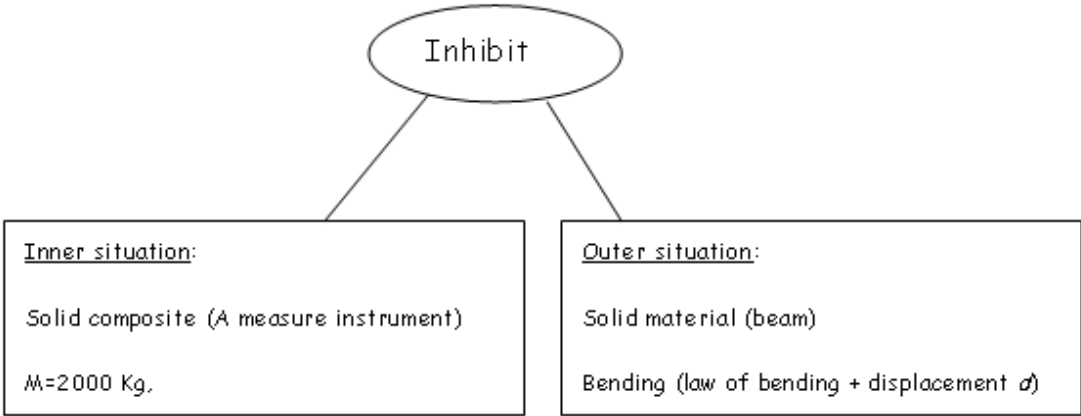 Inhibit
Inner situation:
Solid composite (A measure instrument)
M=2000 Kg,
Outer situation:
Solid material (beam)
Bending (law of bending + displacement d)